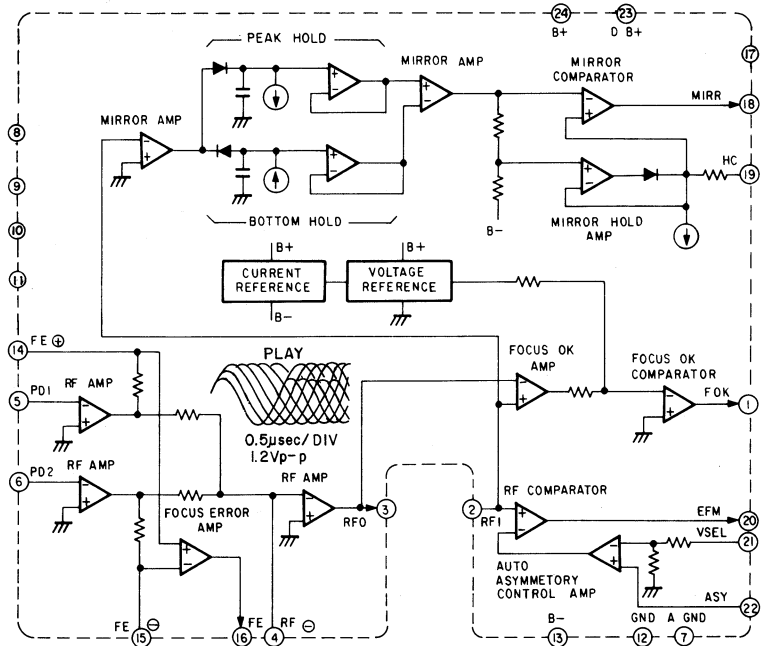 24 23
B+ D B+
PEAK HOLD
17
MIRROR AMP
MIRROR
COMPARATOR
MIRR
18
MIRROR AMP
8
HC
19
9
BOTTOM HOLD
B-
MIRROR HOLD
AMP
10
B+ B+
11
CURRENT
REFERENCE
VOLTAGE
REFERENCE
B-
14 FE +
PLAY
FOCUS OK
AMP
FOCUS OK
COMPARATOR
5 PD1 RF AMP
FOK 1
0.5µsec/DIV
1.2Vp-p
6 PD2 RF AMP
RF AMP
FOCUS ERROR
AMP
RFO 3
2 RFI
RF COMPARATOR
EFM 20
VSEL 21
AUTO
ASYMMETORY
CONTROL AMP
ASY 22
FE - 15
16 FE
RF - 4
B- GND A GND
13 12 7